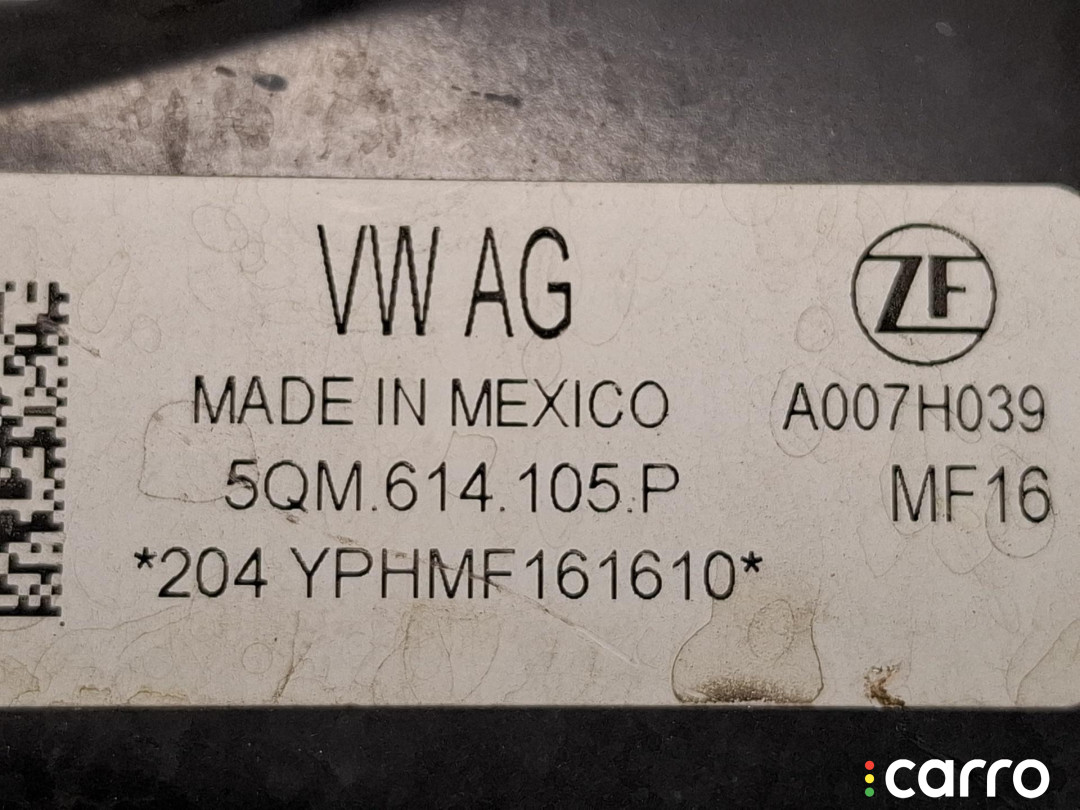 VW AG
ZF
MADE IN MEXICO
A007H039
5QM.614.105.P
MF16
*204 YPHMF161610*
carro